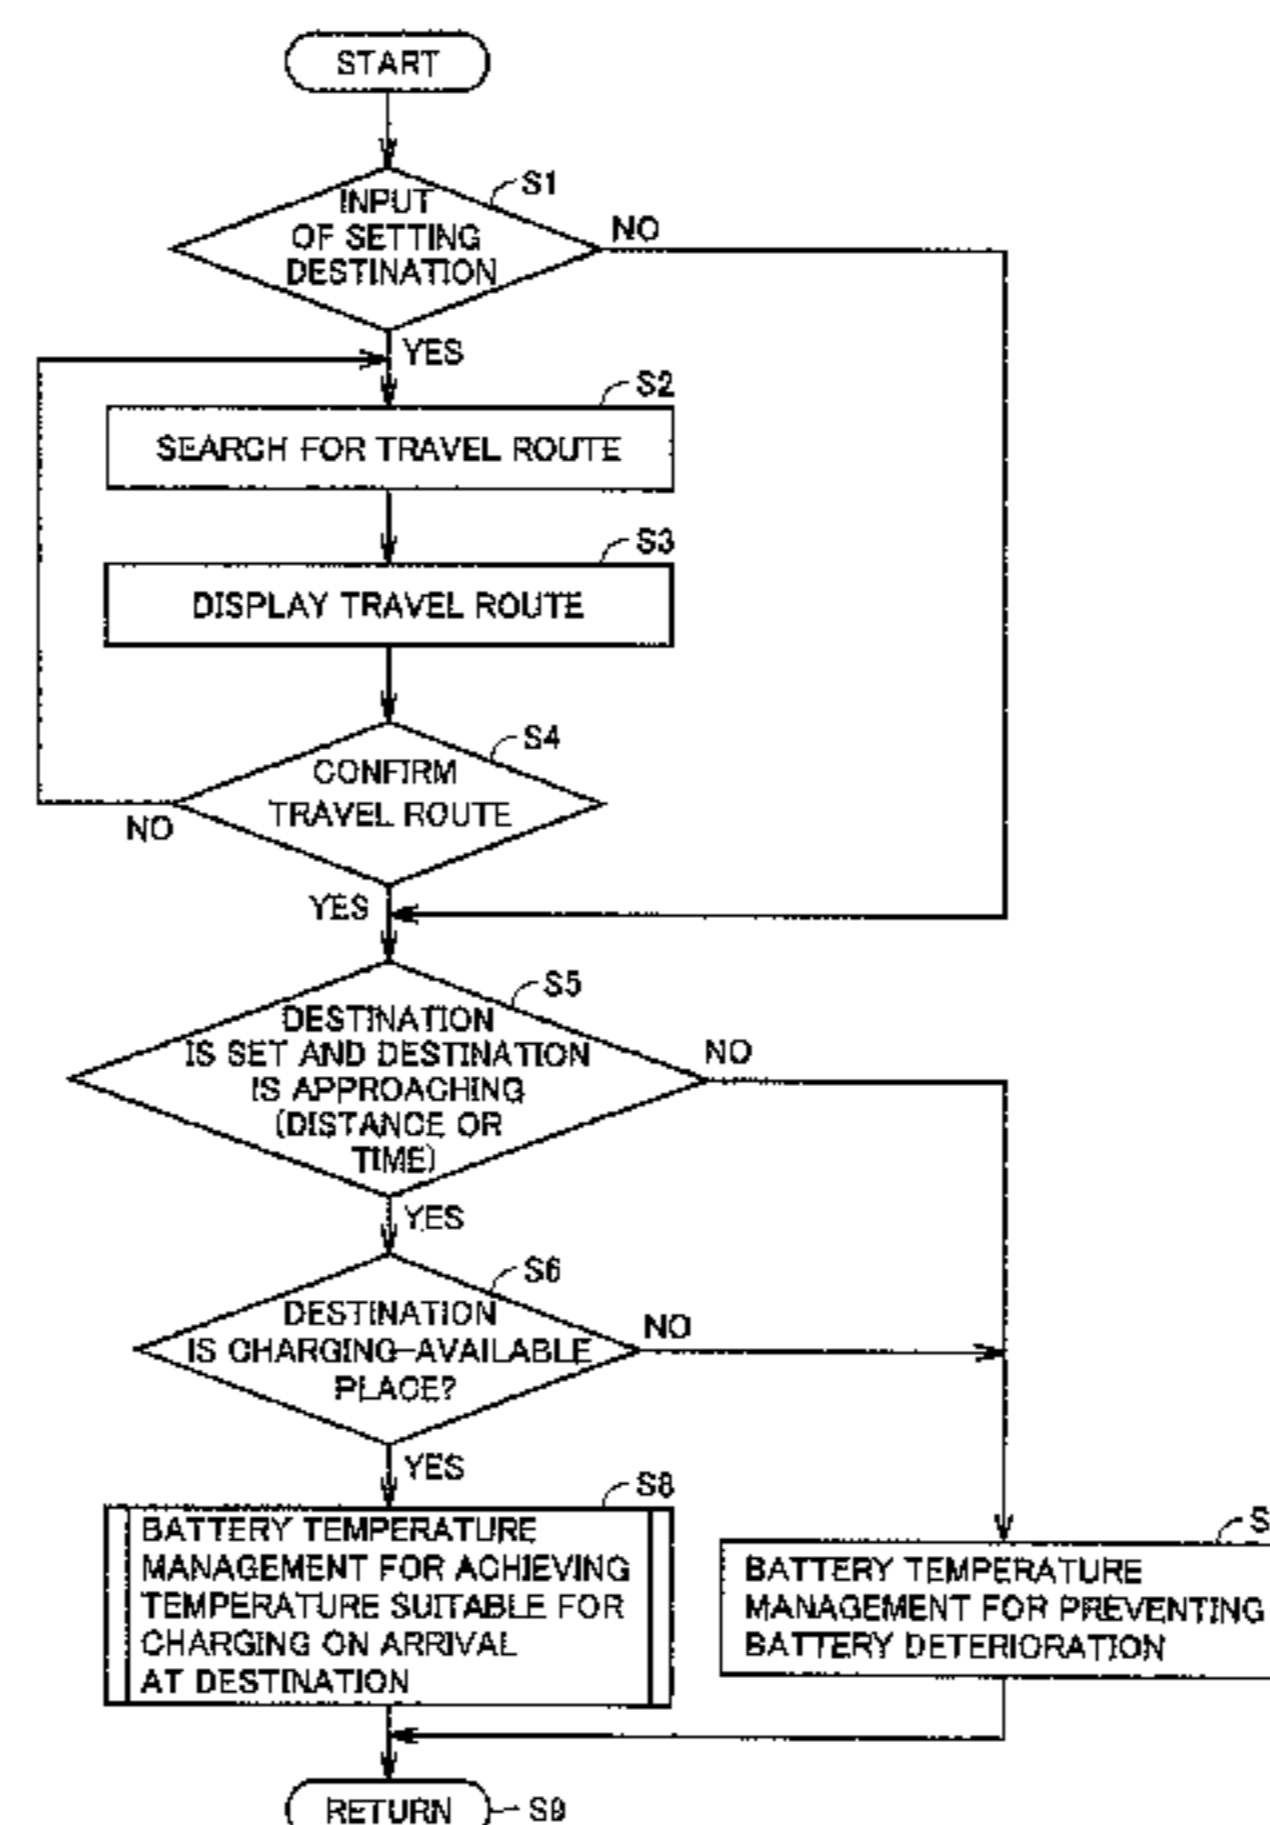 START
S1
INPUT
OF SETTING
DESTINATION
NO
YES
S2
SEARCH FOR TRAVEL ROUTE
S3
DISPLAY TRAVEL ROUTE
S4
CONFIRM
TRAVEL ROUTE
NO
YES
S5
DESTINATION
IS SET AND DESTINATION
IS APPROACHING
(DISTANCE OR
TIME)
NO
YES
S6
DESTINATION
IS CHARGING-AVAILABLE
PLACE?
NO
YES
S8
BATTERY TEMPERATURE
MANAGEMENT FOR ACHIEVING
TEMPERATURE SUITABLE FOR
CHARGING ON ARRIVAL
AT DESTINATION
S
BATTERY TEMPERATURE
MANAGEMENT FOR PREVENTING
BATTERY DETERIORATION
RETURN
S9